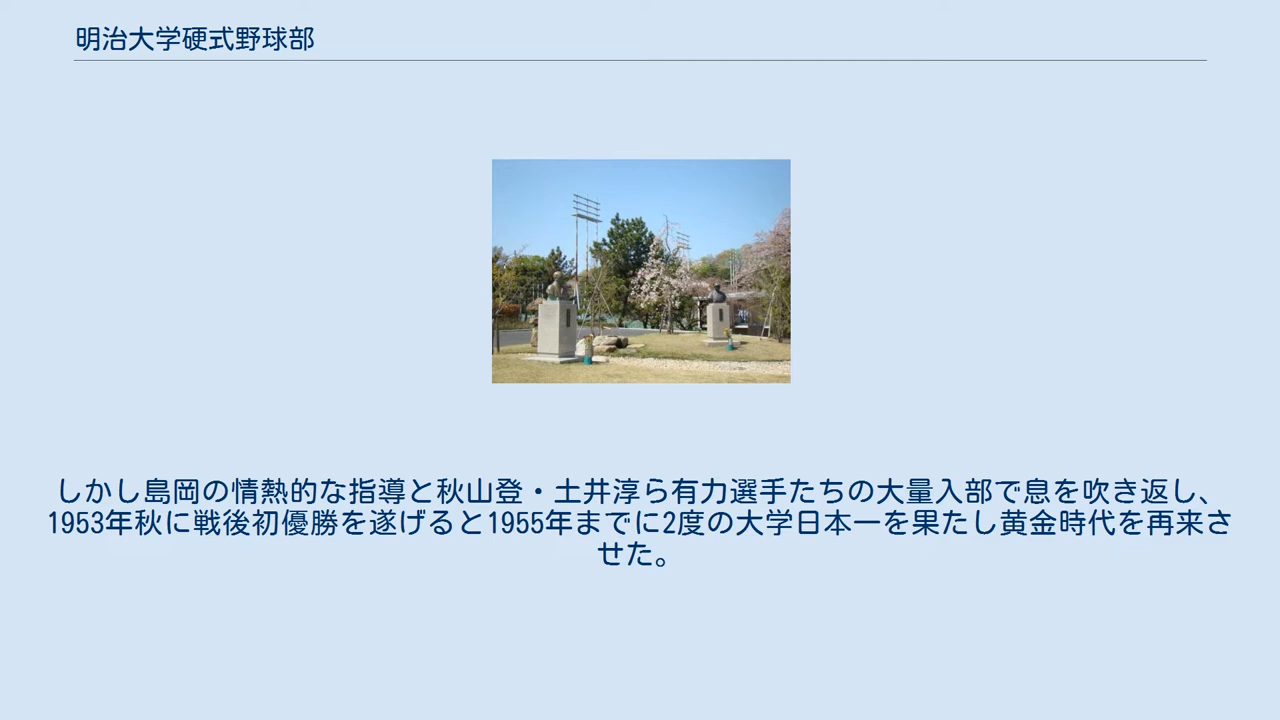 明治大学硬式野球部
しかし島岡の情熱的な指導と秋山登・土井淳ら有力選手たちの大量入部で息を吹き返し、
1953年秋に戦後初優勝を遂げると1955年までに2度の大学日本一を果たし黄金時代を再来さ
せた。